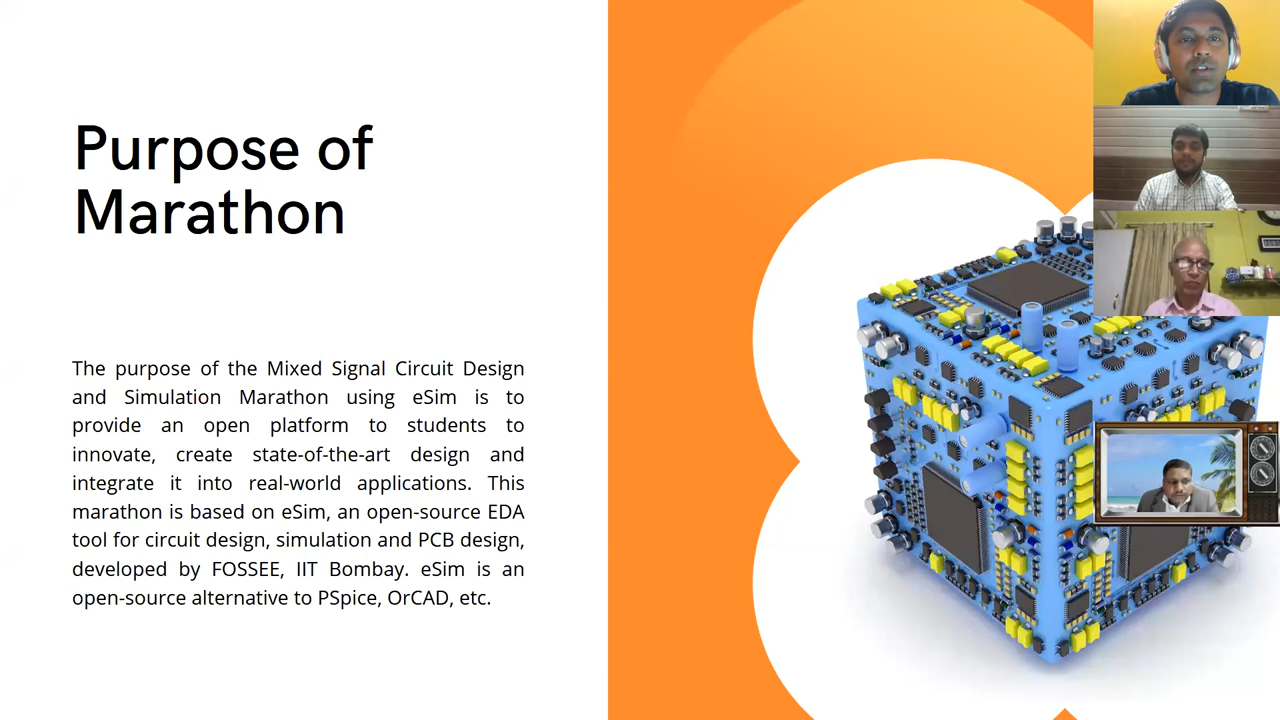 Purpose of
Marathon
The purpose of the Mixed Signal Circuit Design
and Simulation Marathon using eSim is to
provide an open platform to students to
innovate, create state-of-the-art design and
integrate it into real-world applications. This
marathon is based on eSim, an open-source EDA
tool for circuit design, simulation and PCB design,
developed by FOSSEE, IIT Bombay. eSim is an
open-source alternative to PSpice, OrCAD, etc.